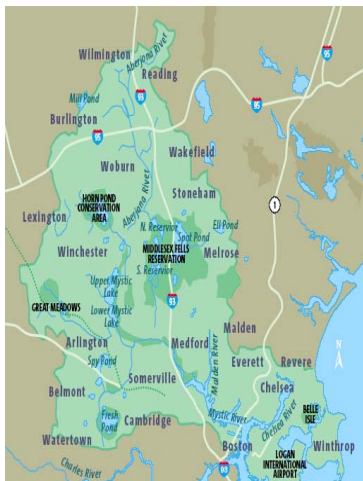 Wilmington
Aberjona River
Reading
93
95
Mill Pond
Burlington
95
95
Woburn
Wakefield
Aberjona River
Stoneham
1
HORN POND
CONSERVATION
AREA
Lexington
N. Reservior
Ell Pond
Spot Pond
Winchester
MIDDLESEX FELLS
RESERVATION
Melrose
S. Reservior
Upper Mystic
Lake
93
GREAT MEADOWS
Lower Mystic
Lake
Malden
Arlington
Medford
Malden River
Everett
Revere
N
Spy Pond
Somerville
Chelsea
Belmont
Mystic River
Chelsea River
BELLE
ISLE
Fresh
Pond
Cambridge
Watertown
Boston
Winthrop
LOGAN
INTERNATIONAL
AIRPORT
Charles River